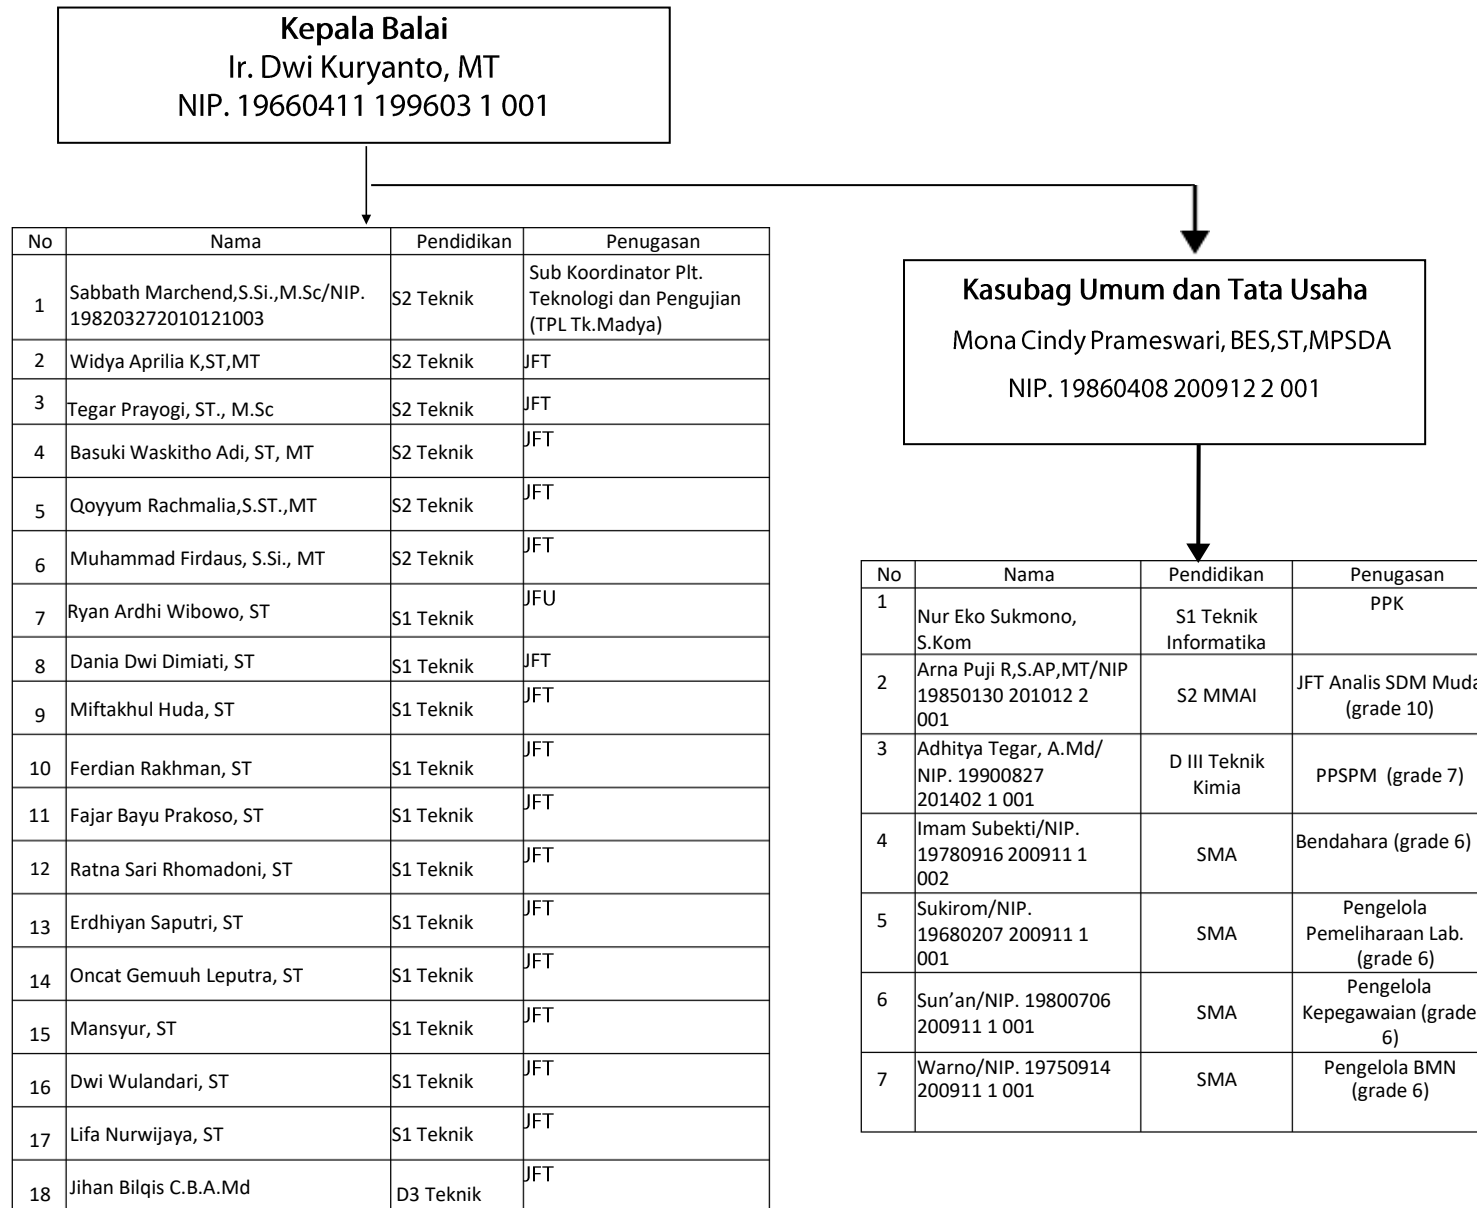 Kepala Balai
Ir. Dwi Kuryanto, MT
NIP. 19660411 199603 1 001
No Nama Pendidikan Penugasan
1 Sabbath Marchend,S.Si.,M.Sc/NIP. 198203272010121003 S2 Teknik Sub Koordinator Plt. Teknologi dan Pengujian (TPL Tk.Madya)
2 Widya Aprilia K,ST,MT S2 Teknik JFT
3 Tegar Prayogi, ST., M.Sc S2 Teknik JFT
4 Basuki Waskitho Adi, ST, MT S2 Teknik JFT
5 Qoyyum Rachmalia,S.ST.,MT S2 Teknik JFT
6 Muhammad Firdaus, S.Si., MT S2 Teknik JFT
7 Ryan Ardhi Wibowo, ST S1 Teknik JFU
8 Dania Dwi Dimiati, ST S1 Teknik JFT
9 Miftakhul Huda, ST S1 Teknik JFT
10 Ferdian Rakhman, ST S1 Teknik JFT
11 Fajar Bayu Prakoso, ST S1 Teknik JFT
12 Ratna Sari Rhomadoni, ST S1 Teknik JFT
13 Erdhiyan Saputri, ST S1 Teknik JFT
14 Oncat Gemuuh Leputra, ST S1 Teknik JFT
15 Mansyur, ST S1 Teknik JFT
16 Dwi Wulandari, ST S1 Teknik JFT
17 Lifa Nurwijaya, ST S1 Teknik JFT
18 Jihan Bilqis C.B.A.Md D3 Teknik JFT
Kasubag Umum dan Tata Usaha
Mona Cindy Prameswari, BES,ST,MPSDA
NIP. 19860408 200912 2 001
No Nama Pendidikan Penugasan
1 Nur Eko Sukmono, S.Kom S1 Teknik Informatika PPK
2 Arna Puji R,S.AP,MT/NIP 19850130 201012 2 001 S2 MMAI JFT Analis SDM Muda (grade 10)
3 Adhitya Tegar, A.Md/ NIP. 19900827 201402 1 001 D III Teknik Kimia PPSPM (grade 7)
4 Imam Subekti/NIP. 19780916 200911 1 002 SMA Bendahara (grade 6)
5 Sukirom/NIP. 19680207 200911 1 001 SMA Pengelola Pemeliharaan Lab. (grade 6)
6 Sun’an/NIP. 19800706 200911 1 001 SMA Pengelola Kepegawaian (grade 6)
7 Warno/NIP. 19750914 200911 1 001 SMA Pengelola BMN (grade 6)